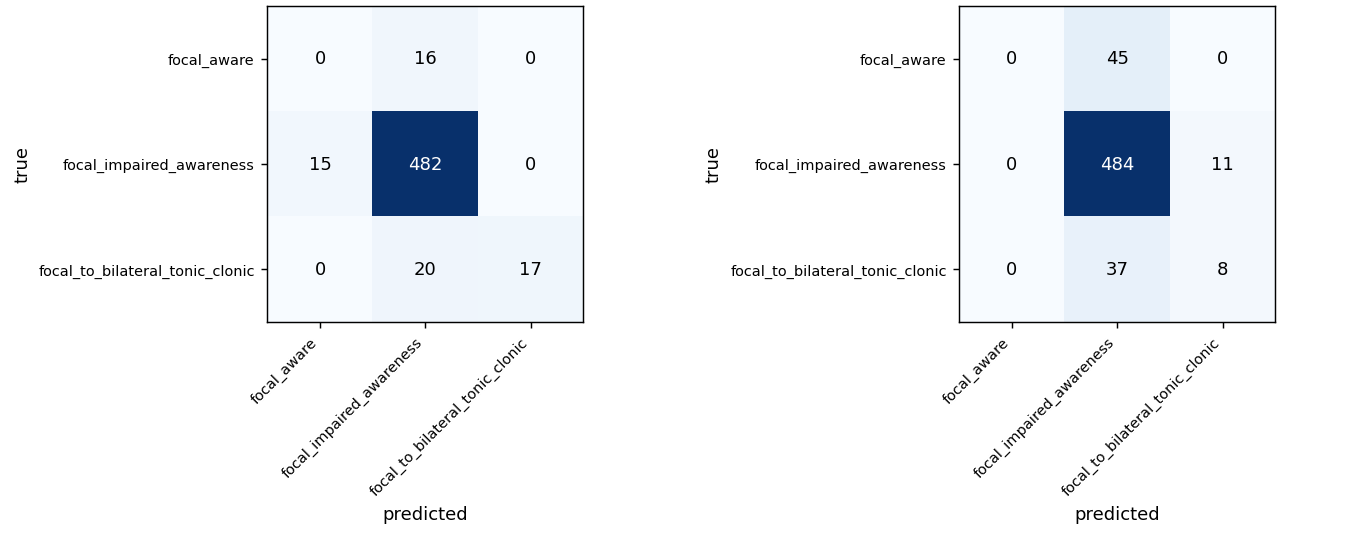 true
focal_aware 0 16 0
focal_impaired_awareness 15 482 0
focal_to_bilateral_tonic_clonic 0 20 17
focal_aware
focal_impaired_awareness
focal_to_bilateral_tonic_clonic
predicted
true
focal_aware 0 45 0
focal_impaired_awareness 0 484 11
focal_to_bilateral_tonic_clonic 0 37 8
focal_aware
focal_impaired_awareness
focal_to_bilateral_tonic_clonic
predicted